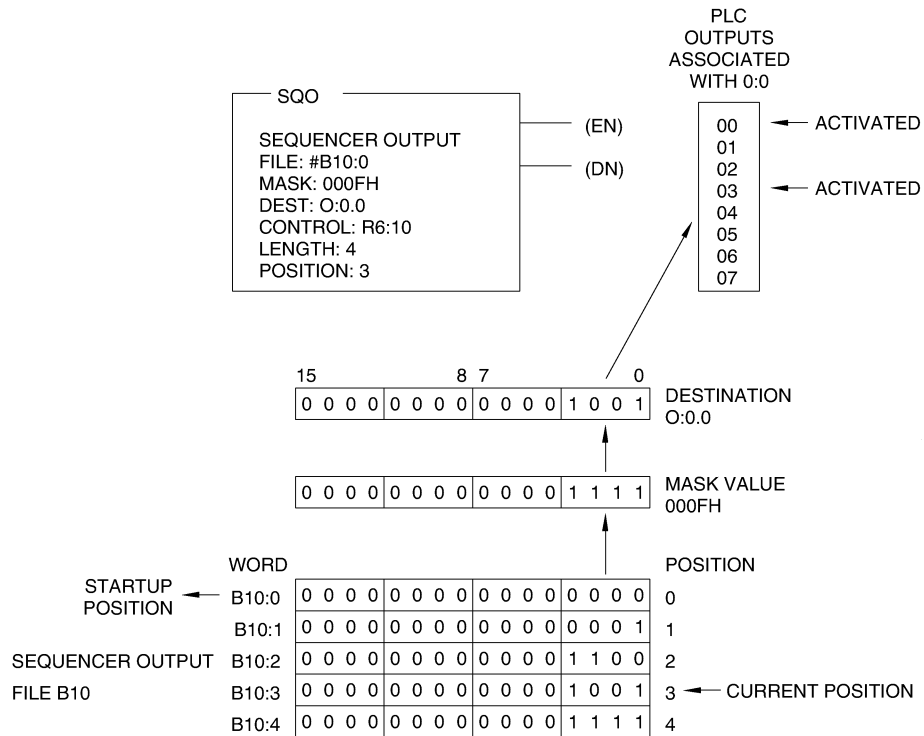 PLC
OUTPUTS
ASSOCIATED
WITH 0:0
SQO
SEQUENCER OUTPUT
FILE: #B10:0
MASK: 000FH
DEST: O:0.0
CONTROL: R6:10
LENGTH: 4
POSITION: 3
(EN)
(DN)
00 ACTIVATED
01
02
03 ACTIVATED
04
05
06
07
15 8 7 0
0 0 0 0 0 0 0 0 0 0 0 0 1 0 0 1
DESTINATION
O:0.0
0 0 0 0 0 0 0 0 0 0 0 0 1 1 1 1
MASK VALUE
000FH
WORD POSITION
STARTUP
POSITION
B10:0 0 0 0 0 0 0 0 0 0 0 0 0 0 0 0 0 0
B10:1 0 0 0 0 0 0 0 0 0 0 0 0 0 0 0 1 1
SEQUENCER OUTPUT B10:2 0 0 0 0 0 0 0 0 0 0 0 0 1 1 0 0 2
FILE B10 B10:3 0 0 0 0 0 0 0 0 0 0 0 0 1 0 0 1 3 CURRENT POSITION
B10:4 0 0 0 0 0 0 0 0 0 0 0 0 1 1 1 1 4